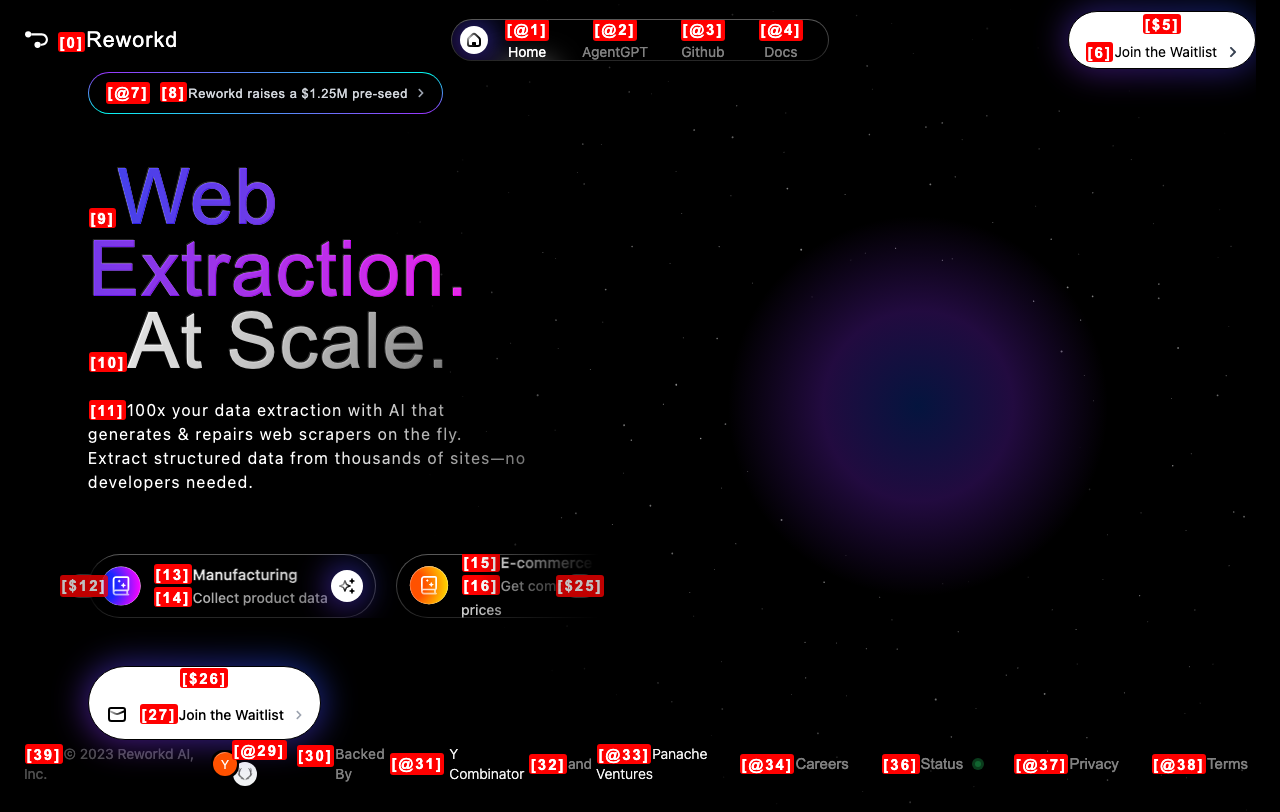 [0] Reworkd
[@1] [@2] [@3] [@4]
Home AgentGPT Github Docs
[$5]
[6] Join the Waitlist
[@7] [8] Reworkd raises a $1.25M pre-seed
[9] Web
Extraction.
[10] At Scale.
[11] 100x your data extraction with AI that
generates & repairs web scrapers on the fly.
Extract structured data from thousands of sites—no
developers needed.
[$12] [13] Manufacturing
[14] Collect product data
[15] E-commerce
[16] Get com [$25]
prices
[$26]
[27] Join the Waitlist
[39] © 2023 Reworkd AI,
Inc.
Y
[@29]
[30] Backed
By
[@31] Y
Combinator
[32] and
[@33] Panache
Ventures
[@34] Careers
[36] Status
[@37] Privacy
[@38] Terms